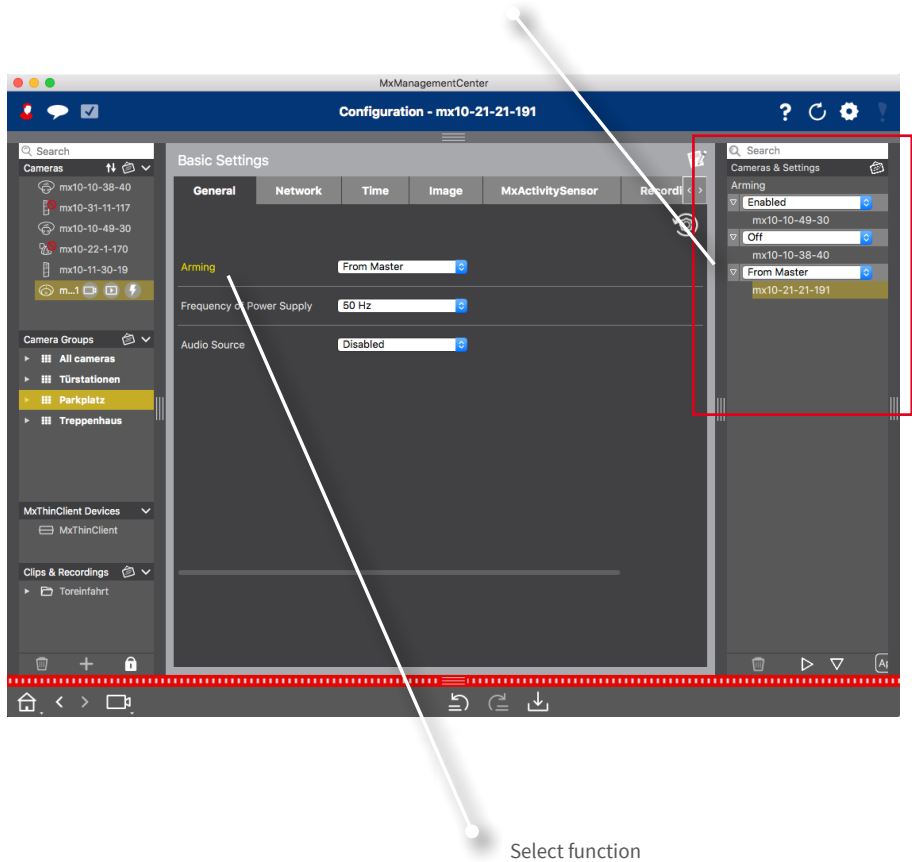 MxManagementCenter
Configuration - mx10-21-21-191
?
Search
Cameras
mx10-10-38-40
mx10-31-11-117
mx10-10-49-30
mx10-22-1-170
mx10-11-30-19
m...1
Camera Groups
All cameras
Türstationen
Parkplatz
Treppenhaus
MxThinClient Devices
MxThinClient
Clips & Recordings
Toreinfahrt
Basic Settings
General Network Time Image MxActivitySensor Recordi
Arming From Master
Frequency of Power Supply 50 Hz
Audio Source Disabled
Search
Cameras & Settings
Arming
Enabled
mx10-10-49-30
Off
mx10-10-38-40
From Master
mx10-21-21-191
Select function